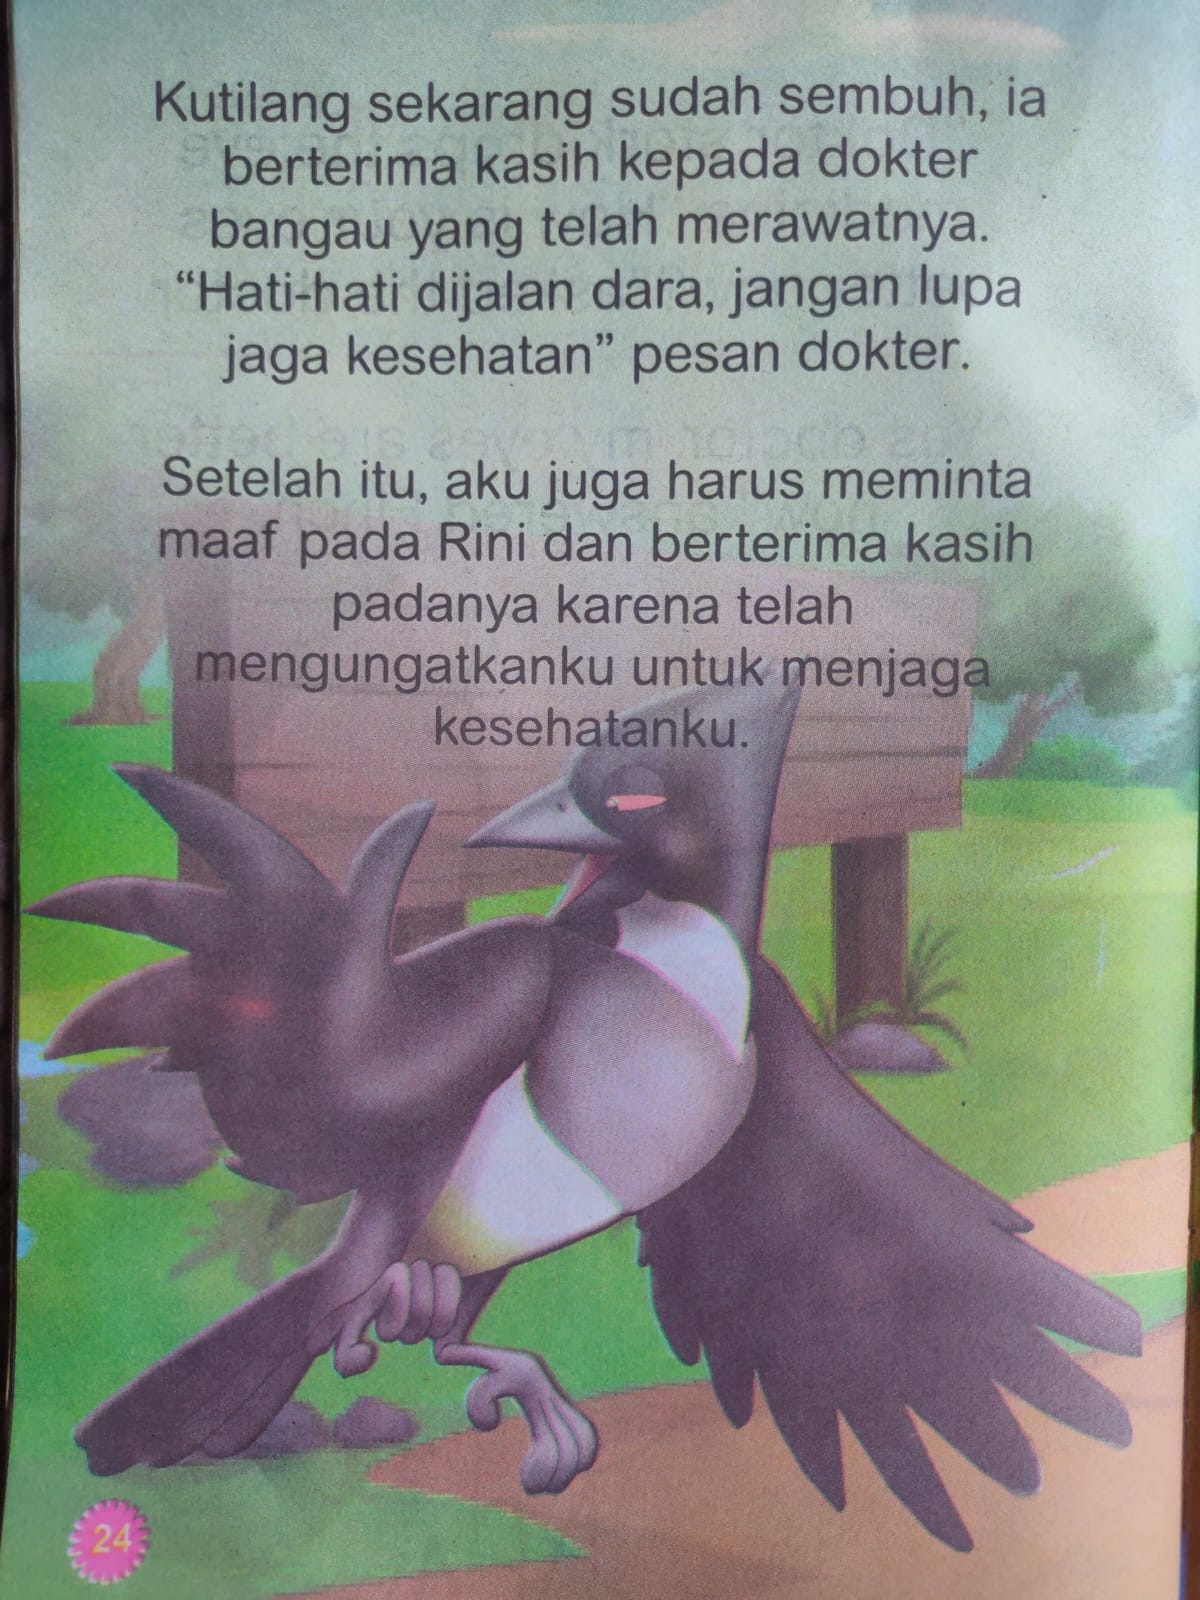 Kutilang sekarang sudah sembuh, ia
berterima kasih kepada dokter
bangau yang telah merawatnya.
“Hati-hati dijalan dara, jangan lupa
jaga kesehatan” pesan dokter.
Setelah itu, aku juga harus meminta
maaf pada Rini dan berterima kasih
padanya karena telah
mengungatkanku untuk menjaga
kesehatanku.
24